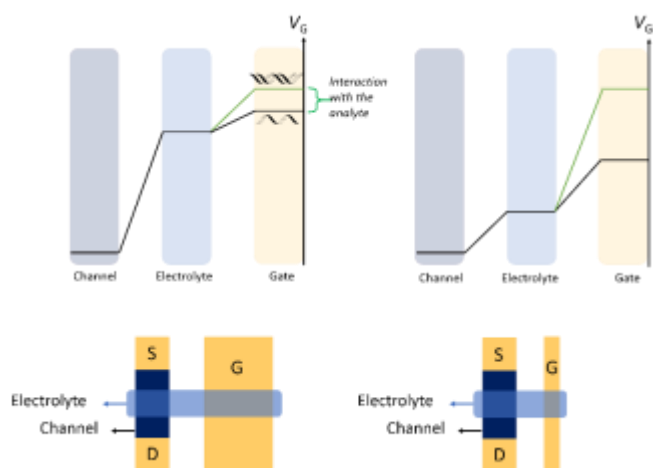 V_G
Interaction
with the
analyte
Channel
Electrolyte
Gate
V_G
Channel
Electrolyte
Gate
S
G
Electrolyte
Channel
D
S
G
Electrolyte
Channel
D